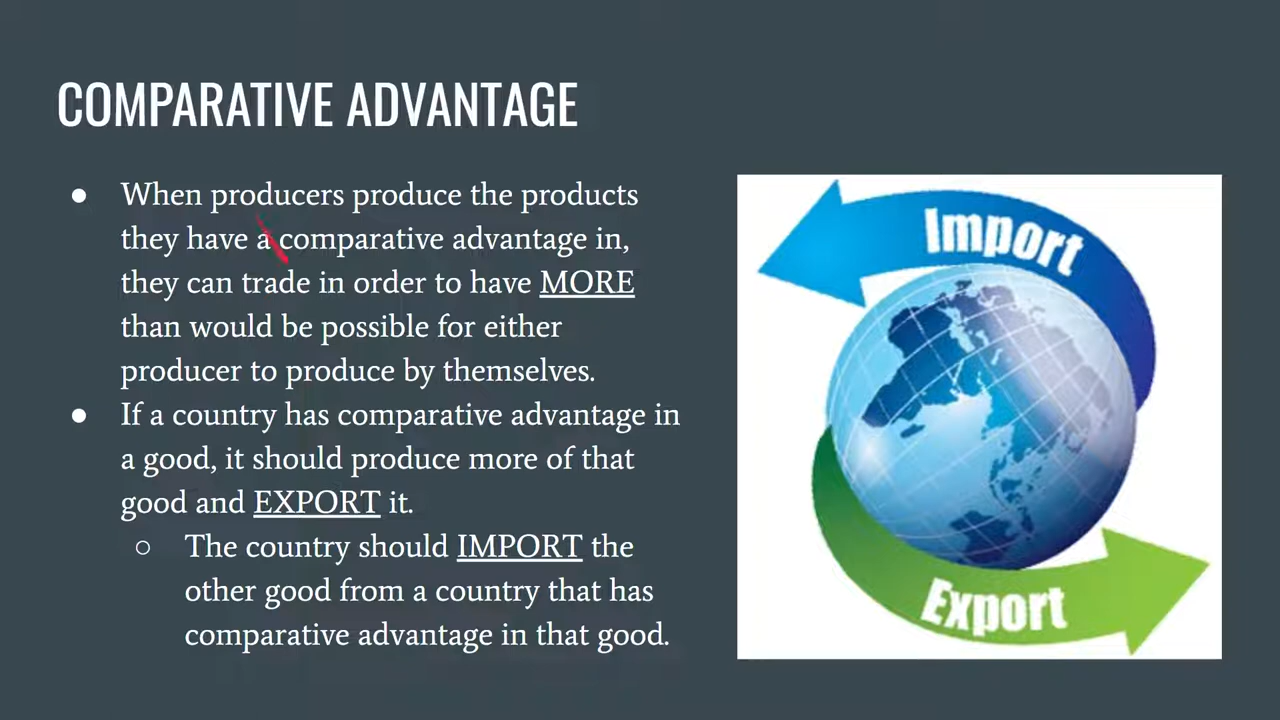 COMPARATIVE ADVANTAGE
● When producers produce the products
they have a comparative advantage in,
they can trade in order to have MORE
than would be possible for either
producer to produce by themselves.
● If a country has comparative advantage in
a good, it should produce more of that
good and EXPORT it.
○ The country should IMPORT the
other good from a country that has
comparative advantage in that good.
Import
Export